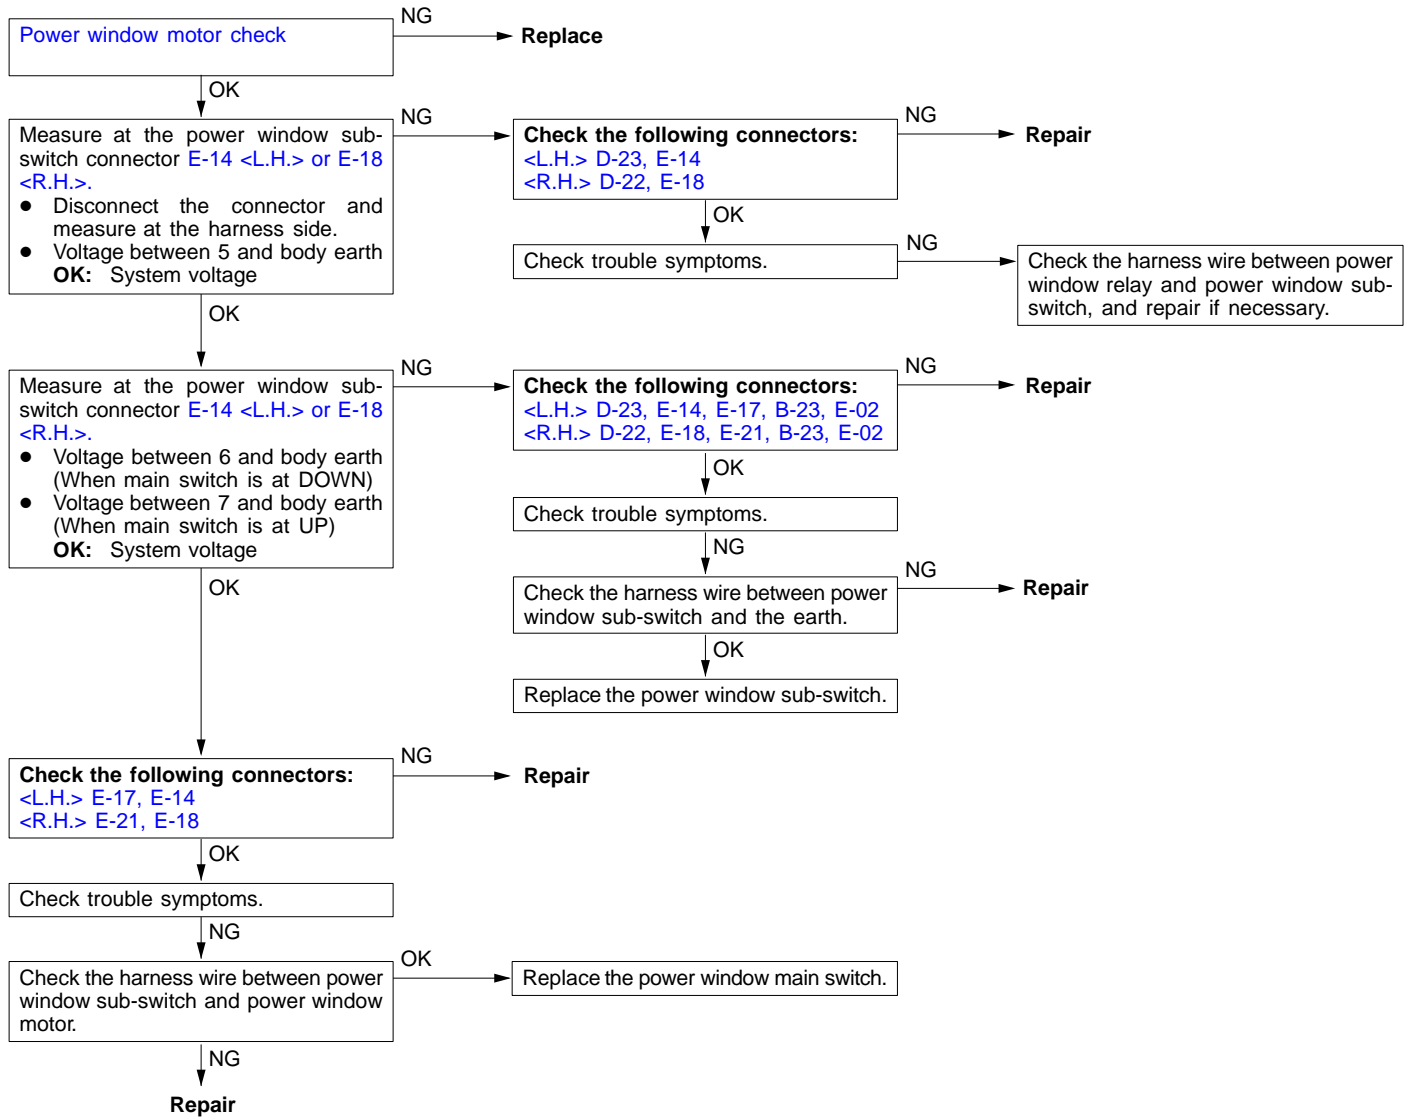 NG
Power window motor check
Replace
OK
Measure at the power window sub-
switch connector E-14 <L.H.> or E-18
<R.H.>.
● Disconnect the connector and
measure at the harness side.
● Voltage between 5 and body earth
OK: System voltage
NG
Check the following connectors:
<L.H.> D-23, E-14
<R.H.> D-22, E-18
NG
Repair
OK
Check trouble symptoms.
NG
Check the harness wire between power
window relay and power window sub-
switch, and repair if necessary.
OK
Measure at the power window sub-
switch connector E-14 <L.H.> or E-18
<R.H.>.
● Voltage between 6 and body earth
(When main switch is at DOWN)
● Voltage between 7 and body earth
(When main switch is at UP)
OK: System voltage
NG
Check the following connectors:
<L.H.> D-23, E-14, E-17, B-23, E-02
<R.H.> D-22, E-18, E-21, B-23, E-02
NG
Repair
OK
Check trouble symptoms.
NG
Check the harness wire between power
window sub-switch and the earth.
NG
Repair
OK
Replace the power window sub-switch.
OK
Check the following connectors:
<L.H.> E-17, E-14
<R.H.> E-21, E-18
NG
Repair
OK
Check trouble symptoms.
NG
Check the harness wire between power
window sub-switch and power window
motor.
OK
Replace the power window main switch.
NG
Repair